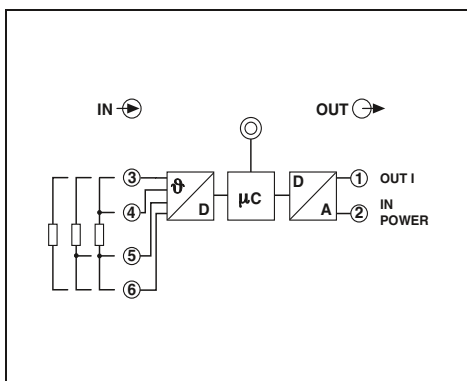 IN OUT
3 ϑ D 1 OUT I
4 D μC A 2 IN
POWER
5
6